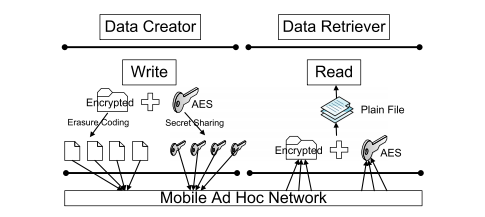 Data Creator
Data Retriever
Write
Read
Encrypted
AES
Plain File
Erasure Coding
Secret Sharing
Encrypted
AES
Mobile Ad Hoc Network